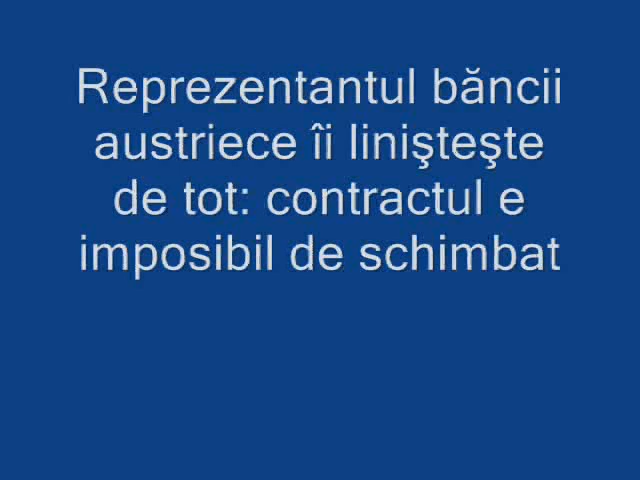 Reprezentantul băncii
austriece îi linişteşte
de tot: contractul e
imposibil de schimbat